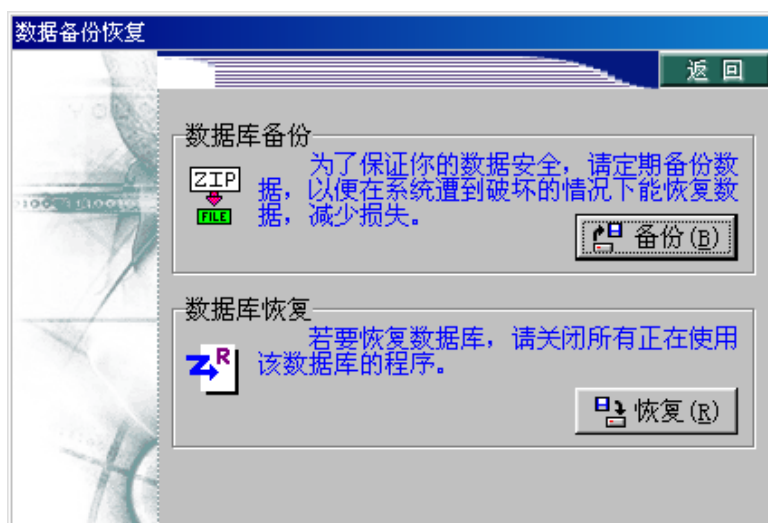 数据备份恢复
返 回
数据库备份
为了保证你的数据安全，请定期备份数
据，以便在系统遭到破坏的情况下能恢复数
据，减少损失。
ZIP
FILE
备份(B)
数据库恢复
若要恢复数据库，请关闭所有正在使用
该数据库的程序。
Z R
恢复(R)